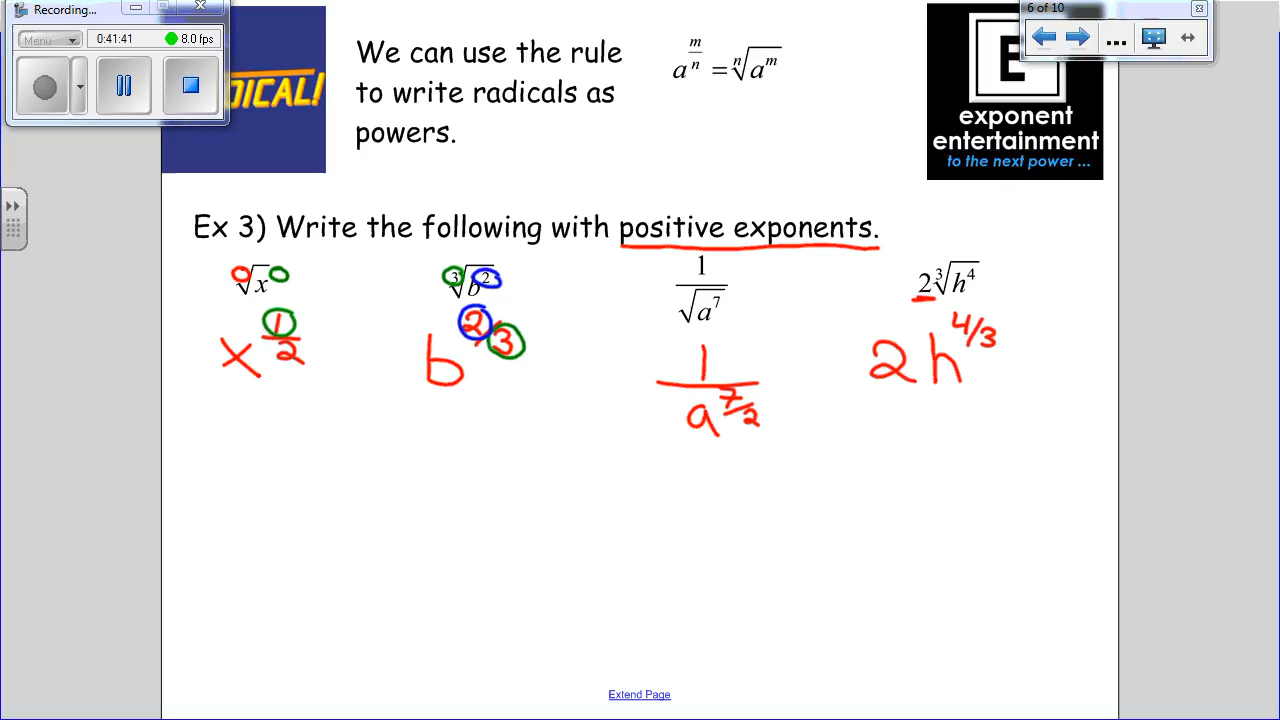 Recording...
6 of 10
Menu
0:41:41
8.0 fps
DICAL!
We can use the rule
to write radicals as
powers.
a^(m/n) = ⁿ√(a^m)
E
exponent
entertainment
to the next power ...
Ex 3) Write the following with positive exponents.
√x
³√(b²)
1/√(a⁷)
2 ³√(h⁴)
x^(1/2)
b^(2/3)
1/a^(7/2)
2h^(4/3)
Extend Page